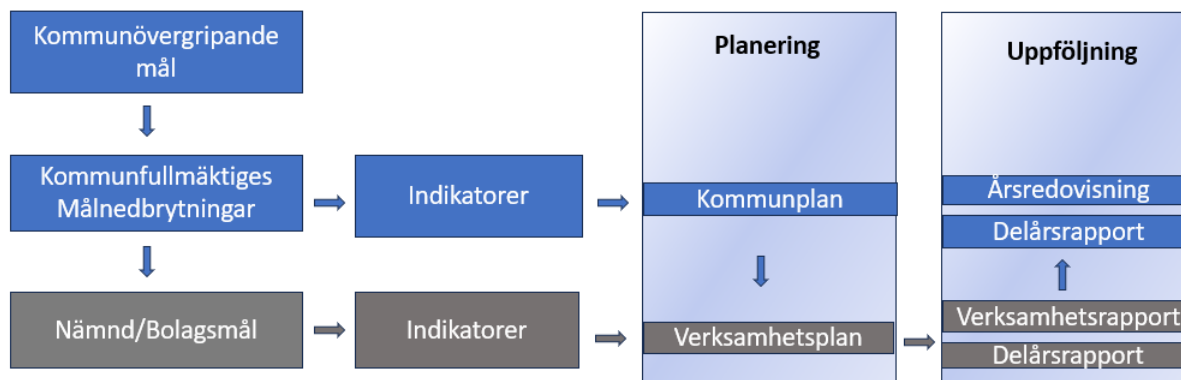 Kommunövergripande
mål
Kommunfullmäktiges
Målnedbrytningar
Indikatorer
Nämnd/Bolagsmål
Indikatorer
Planering
Kommunplan
Verksamhetsplan
Uppföljning
Årsredovisning
Delårsrapport
Verksamhetsrapport
Delårsrapport